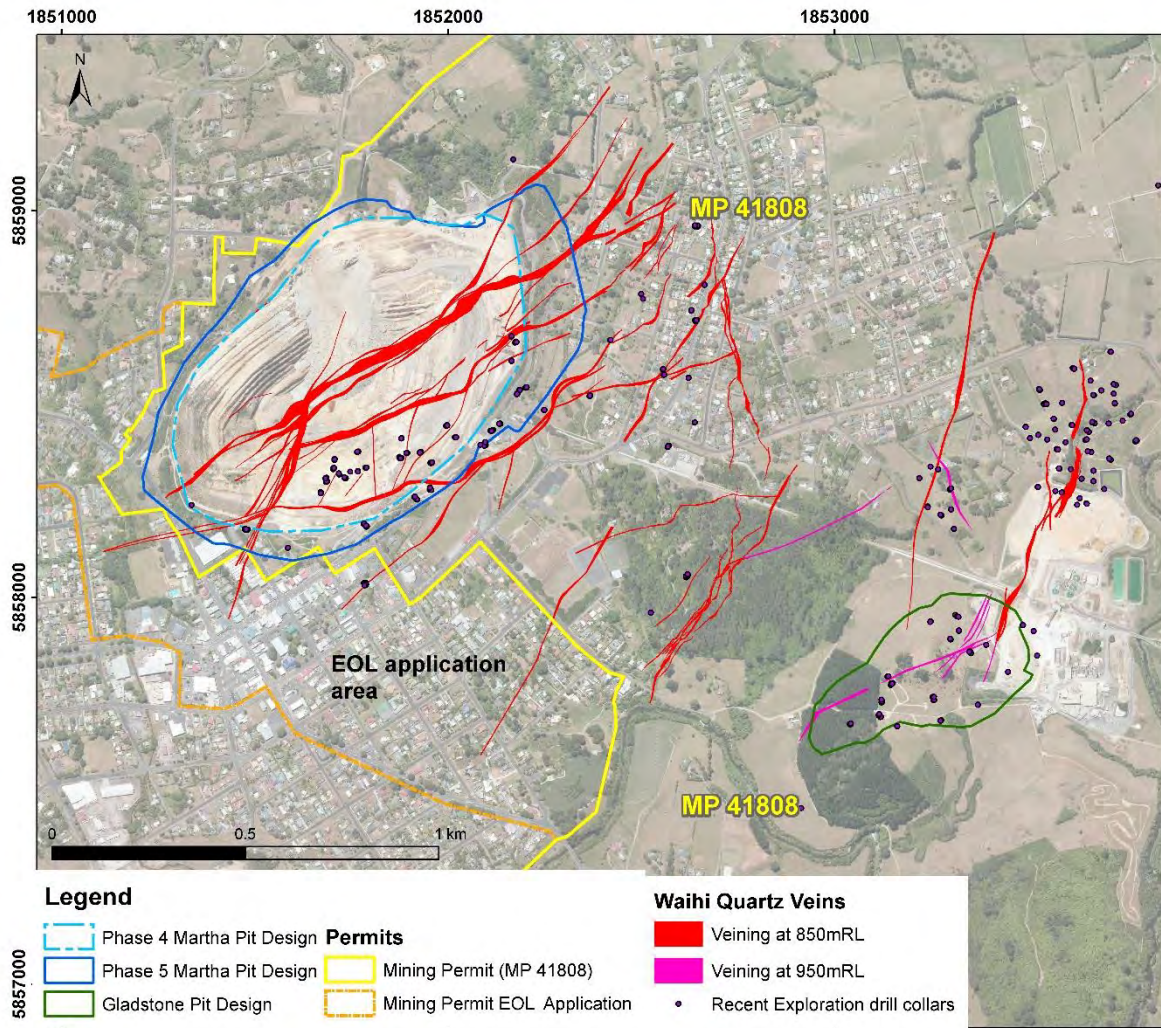 1851000
1852000
1853000
N
5859000
MP 41808
5858000
EOL application
area
MP 41808
0
0.5
1 km
Legend
Phase 4 Martha Pit Design
Phase 5 Martha Pit Design
Gladstone Pit Design
Permits
Mining Permit (MP 41808)
Mining Permit EOL Application
Waihi Quartz Veins
Veining at 850mRL
Veining at 950mRL
Recent Exploration drill collars
5857000